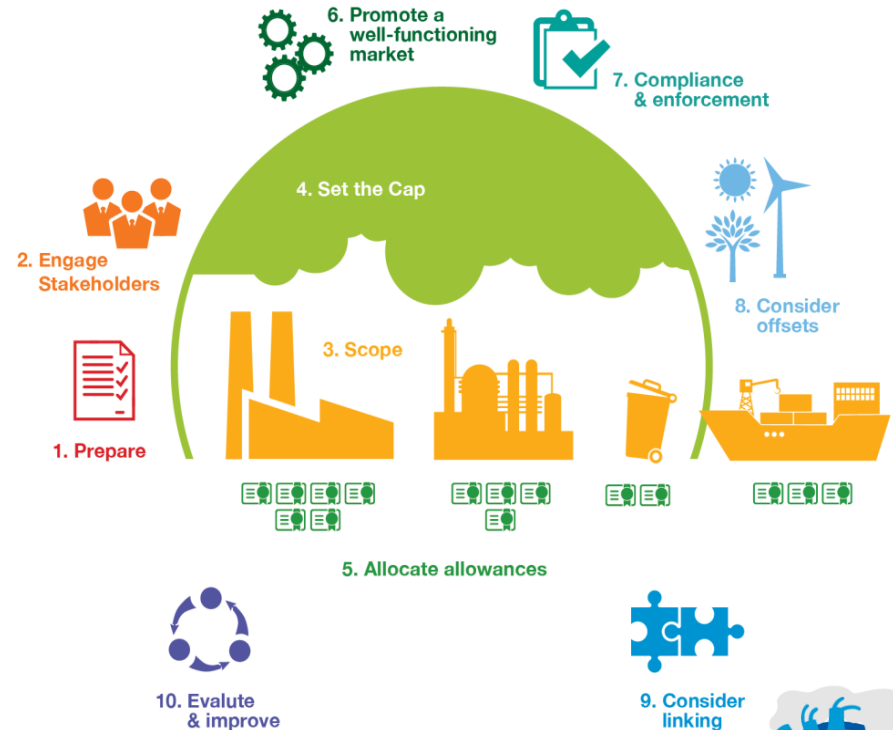 6. Promote a
well-functioning
market
7. Compliance
& enforcement
4. Set the Cap
2. Engage
Stakeholders
8. Consider
offsets
3. Scope
1. Prepare
5. Allocate allowances
10. Evalute
& improve
9. Consider
linking